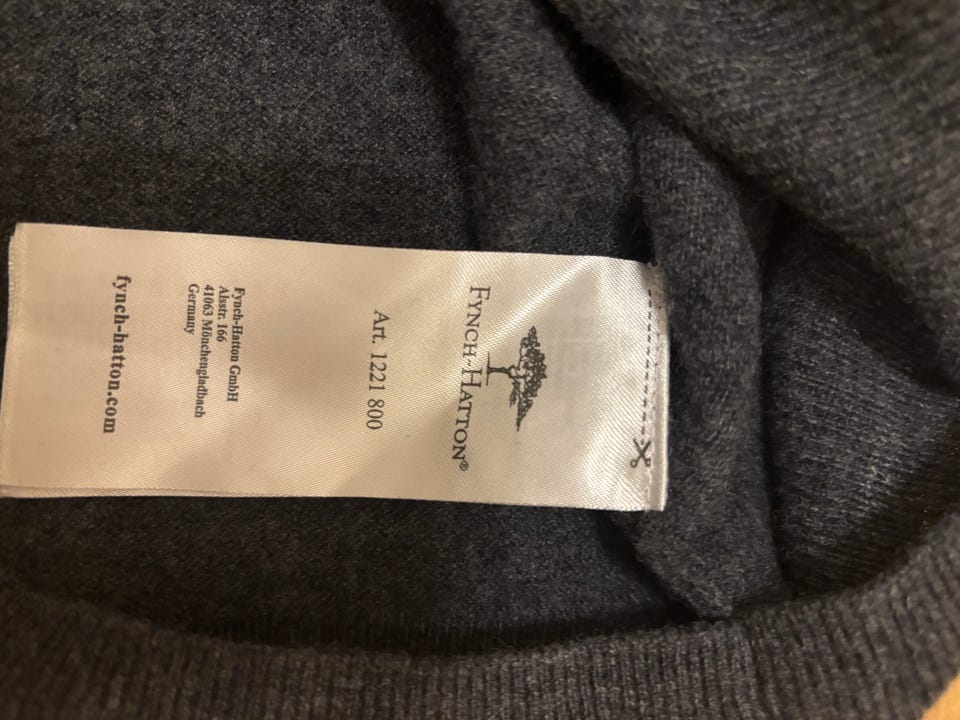 FYNCH-HATTON®
Art. 1221 800
Fynch-Hatton GmbH
Alsstr. 166
41063 Mönchengladbach
Germany
fynch-hatton.com